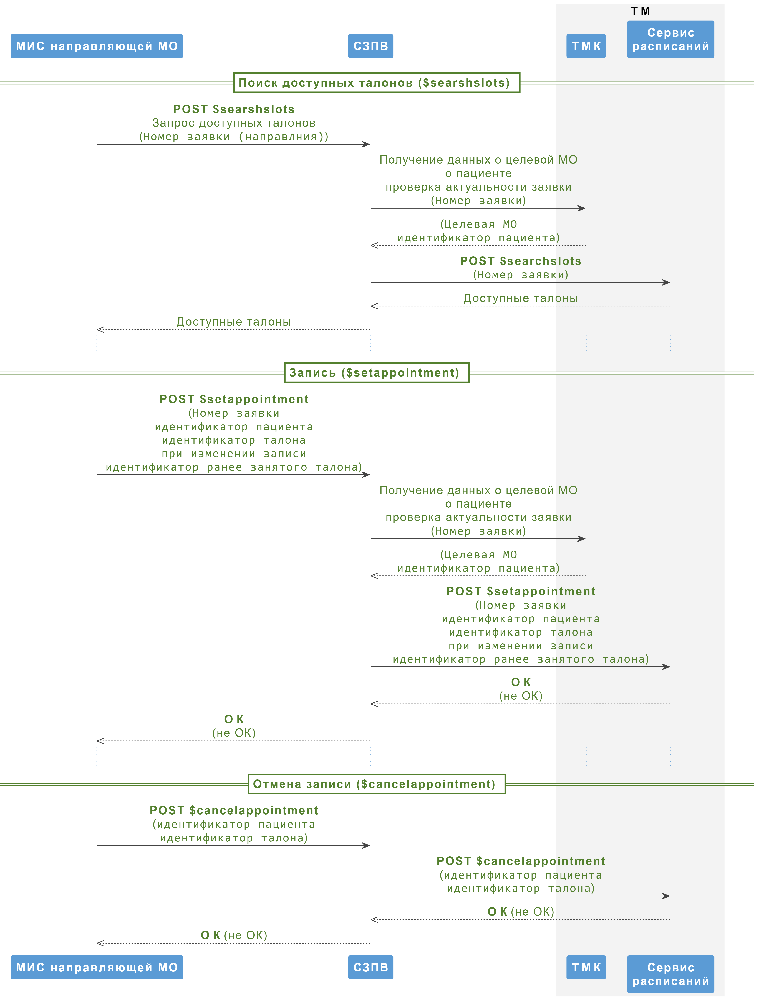 ТМ
МИС направляющей МО
СЗПВ
ТМК
Сервис
расписаний
Поиск доступных талонов ($searshslots)
POST $searshslots
Запрос доступных талонов
(Номер заявки (направлния))
Получение данных о целевой МО
о пациенте
проверка актуальности заявки
(Номер заявки)
(Целевая МО
идентификатор пациента)
POST $searchslots
(Номер заявки)
Доступные талоны
Доступные талоны
Запись ($setappointment)
POST $setappointment
(Номер заявки
идентификатор пациента
идентификатор талона
при изменении записи
идентификатор ранее занятого талона)
Получение данных о целевой МО
о пациенте
проверка актуальности заявки
(Номер заявки)
(Целевая МО
идентификатор пациента)
POST $setappointment
(Номер заявки
идентификатор пациента
идентификатор талона
при изменении записи
идентификатор ранее занятого талона)
ОК
(не ОК)
ОК
(не ОК)
Отмена записи ($cancelappointment)
POST $cancelappointment
(идентификатор пациента
идентификатор талона)
POST $cancelappointment
(идентификатор пациента
идентификатор талона)
ОК (не ОК)
ОК (не ОК)
МИС направляющей МО
СЗПВ
ТМК
Сервис
расписаний